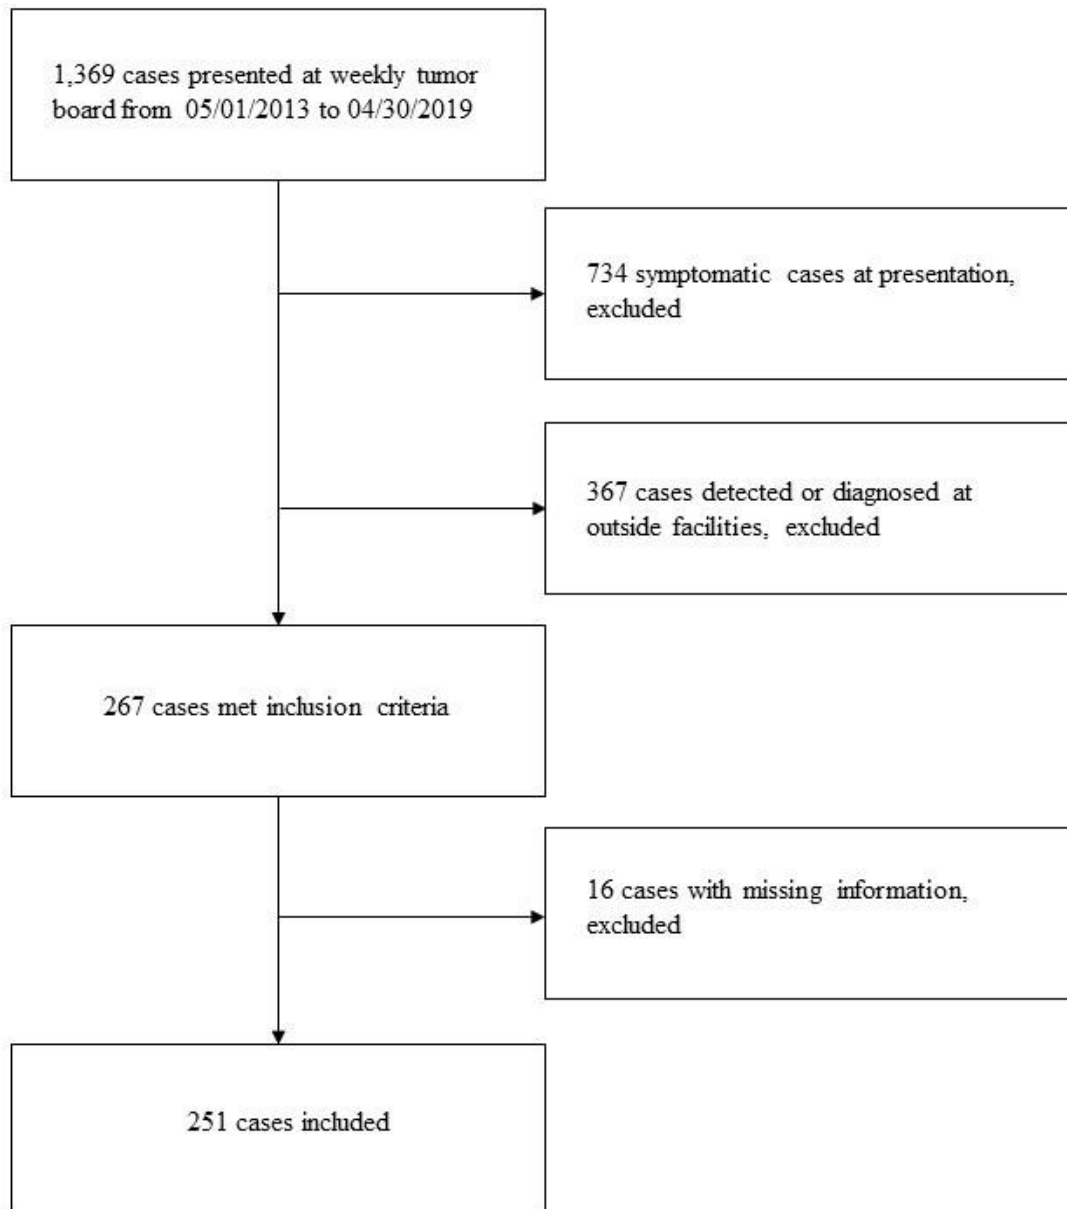 1,369 cases presented at weekly tumor
board from 05/01/2013 to 04/30/2019
734 symptomatic cases at presentation,
excluded
367 cases detected or diagnosed at
outside facilities, excluded
267 cases met inclusion criteria
16 cases with missing information,
excluded
251 cases included